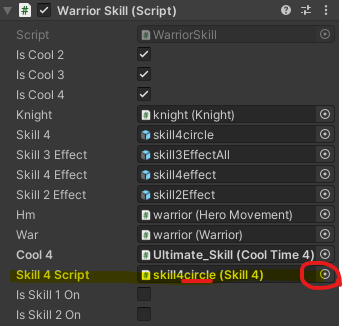 Warrior Skill (Script)
Script WarriorSkill
Is Cool 2
Is Cool 3
Is Cool 4
Knight knight (Knight)
Skill 4 skill4circle
Skill 3 Effect skill3EffectAll
Skill 4 Effect skill4effect
Skill 2 Effect skill2Effect
Hm warrior (Hero Movement)
War warrior (Warrior)
Cool 4 Ultimate_Skill (Cool Time 4)
Skill 4 Script skill4circle (Skill 4)
Is Skill 1 On
Is Skill 2 On